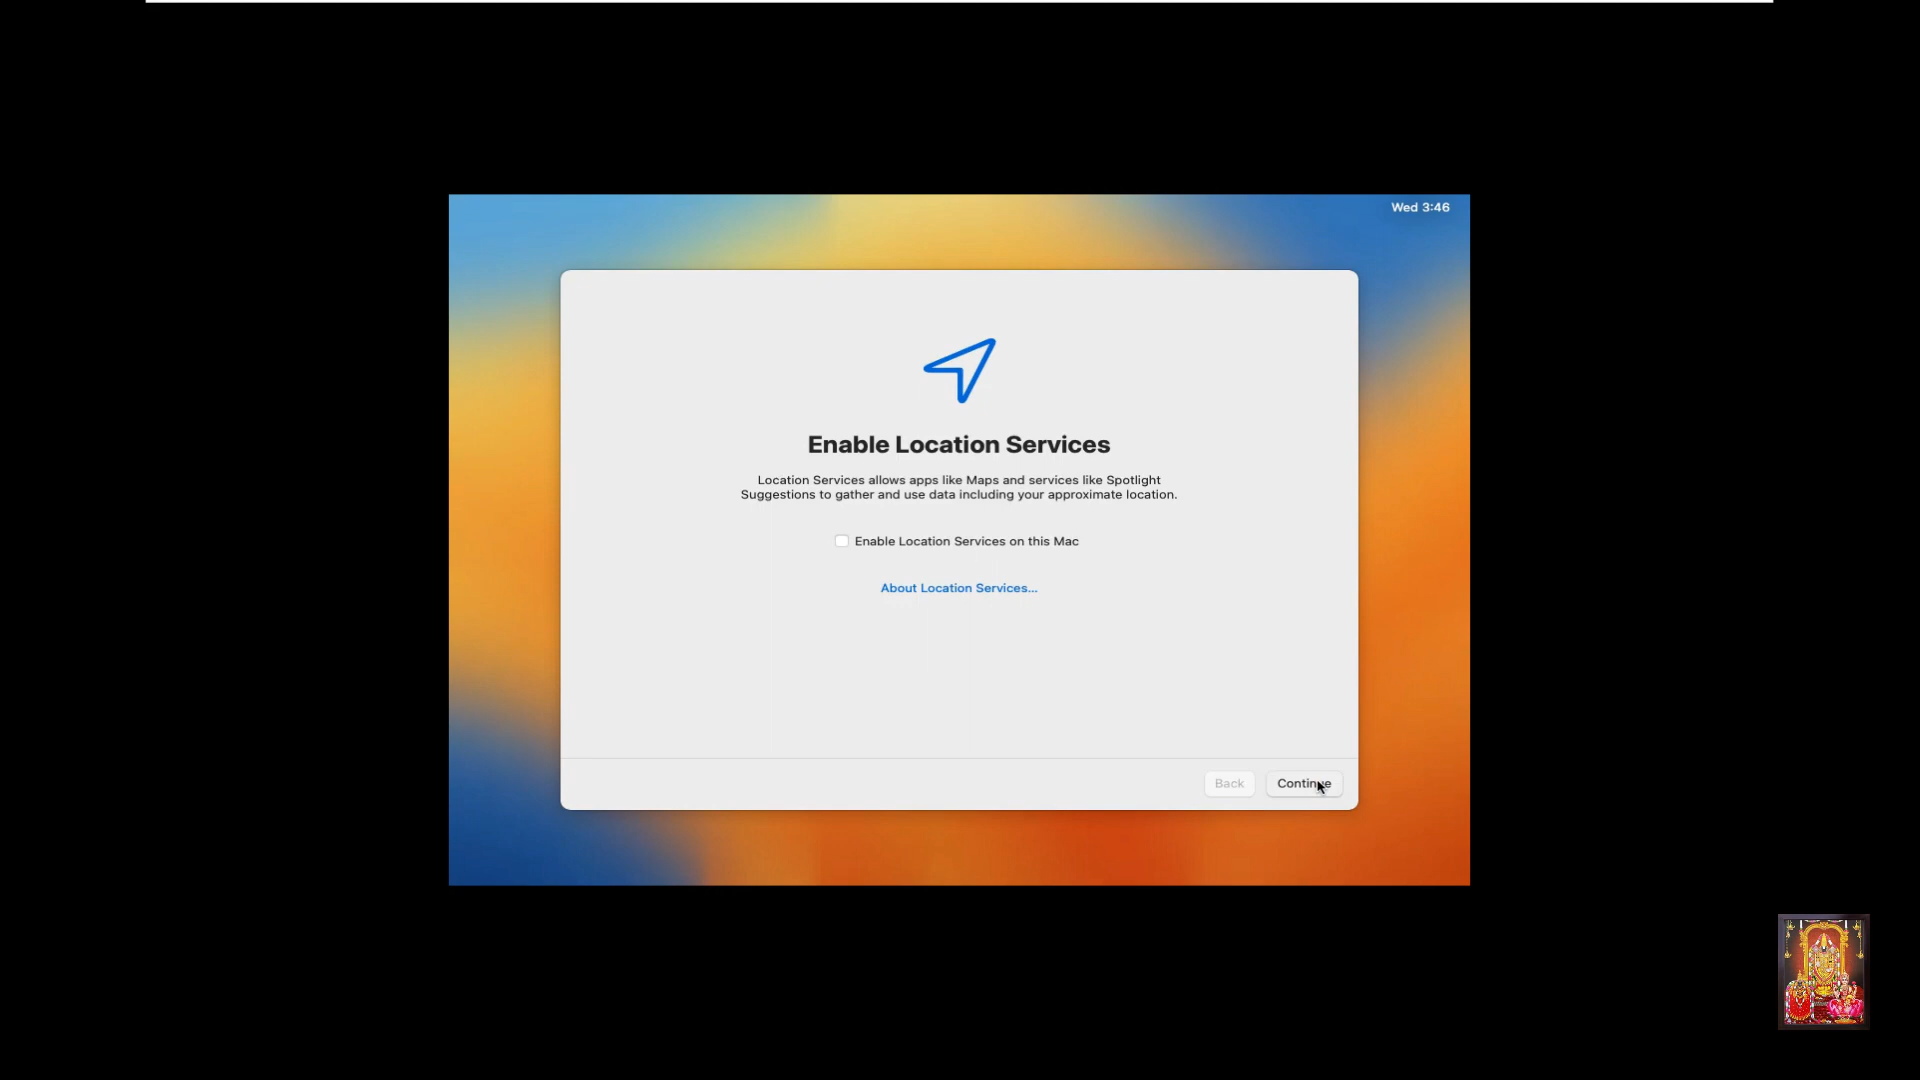 Wed 3:46
Enable Location Services
Location Services allows apps like Maps and services like Spotlight
Suggestions to gather and use data including your approximate location.
Enable Location Services on this Mac
About Location Services...
Back
Continue